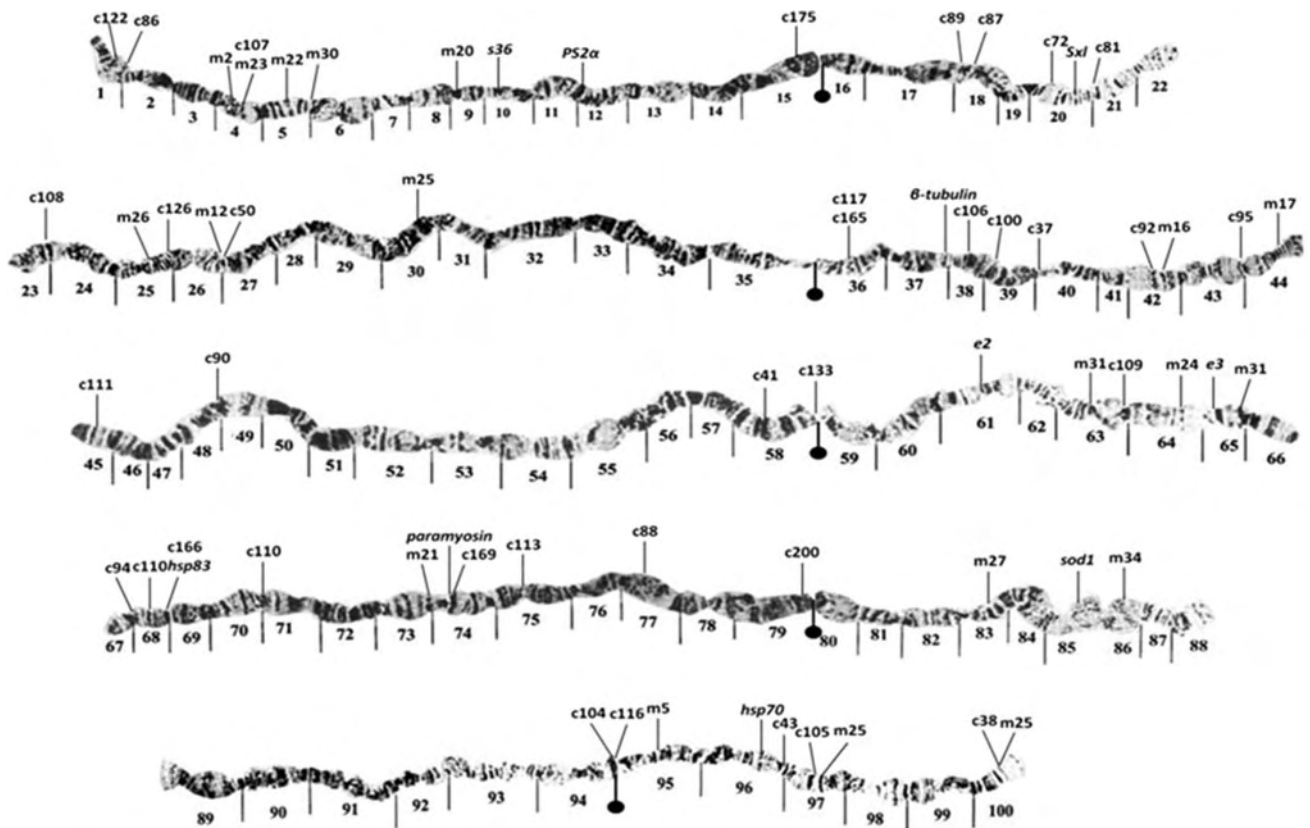 c122 c86
c107
m2 m23 m22 m30
m20 s36 PS2α
c175
c89 c87
c72 Sxl c81
1 2 3 4 5 6 7 8 9 10 11 12 13 14 15 16 17 18 19 20 21 22
c108
m26 c126 m12 c50
m25
c117
c165
β-tubulin
c106 c100 c37
c92 m16 c95 m17
23 24 25 26 27 28 29 30 31 32 33 34 35 36 37 38 39 40 41 42 43 44
c111 c90
c41 c133
e2
m31 c109 m24 e3 m31
45 46 47 48 49 50 51 52 53 54 55 56 57 58 59 60 61 62 63 64 65 66
c166
c94 c110 hsp83
c110
paramyosin
m21 c169
c113 c88 c200
m27 sod1 m34
67 68 69 70 71 72 73 74 75 76 77 78 79 80 81 82 83 84 85 86 87 88
c104 c116 m5
hsp70
c43
c105 m25
c38 m25
89 90 91 92 93 94 95 96 97 98 99 100